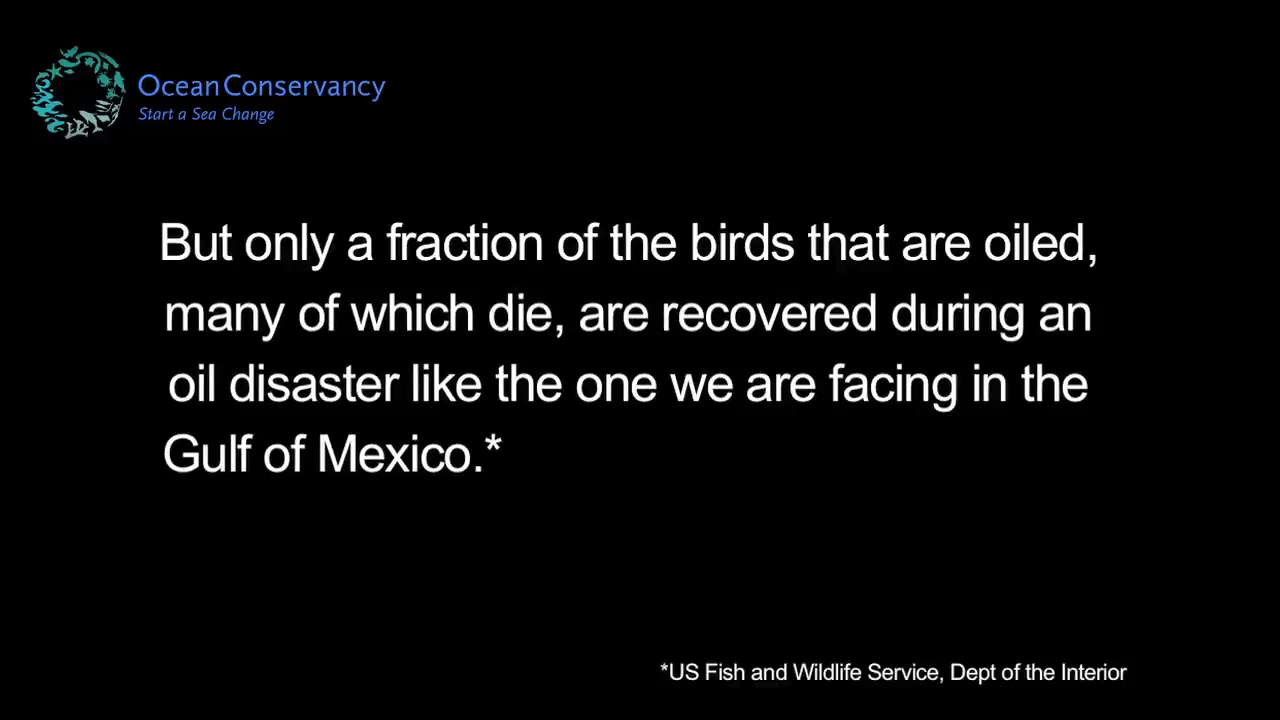 OceanConservancy
Start a Sea Change
But only a fraction of the birds that are oiled,
many of which die, are recovered during an
oil disaster like the one we are facing in the
Gulf of Mexico.*
*US Fish and Wildlife Service, Dept of the Interior